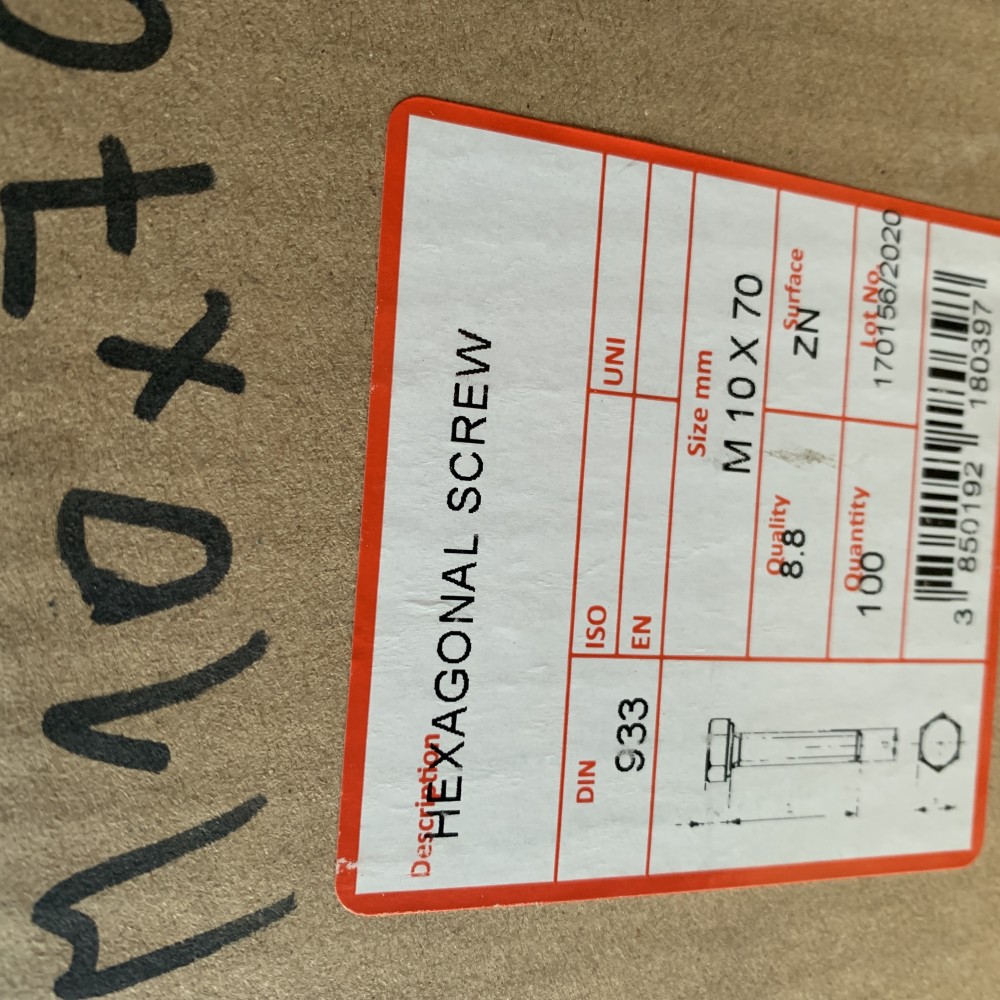 M10x70
Description
HEXAGONAL SCREW
DIN ISO UNI
933 EN
Size mm
M 10 X 70
Quality Surface
8.8 ZN
Quantity Lot No.
100 170156/2020
3 850192 180397